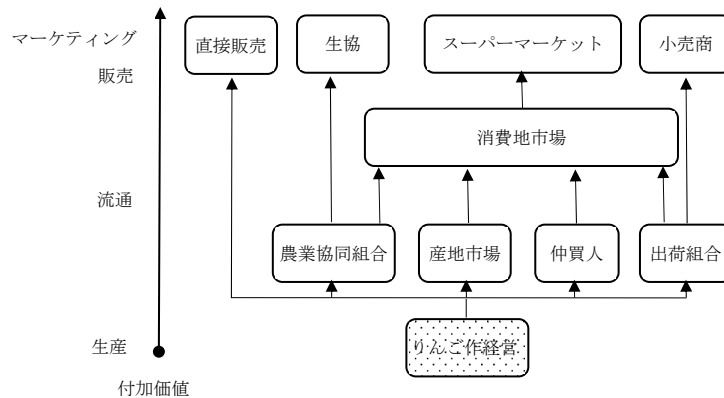 マーケティング
直接販売
生協
スーパーマーケット
小売商
販売
消費地市場
流通
農業協同組合
産地市場
仲買人
出荷組合
生産
りんご作経営
付加価値